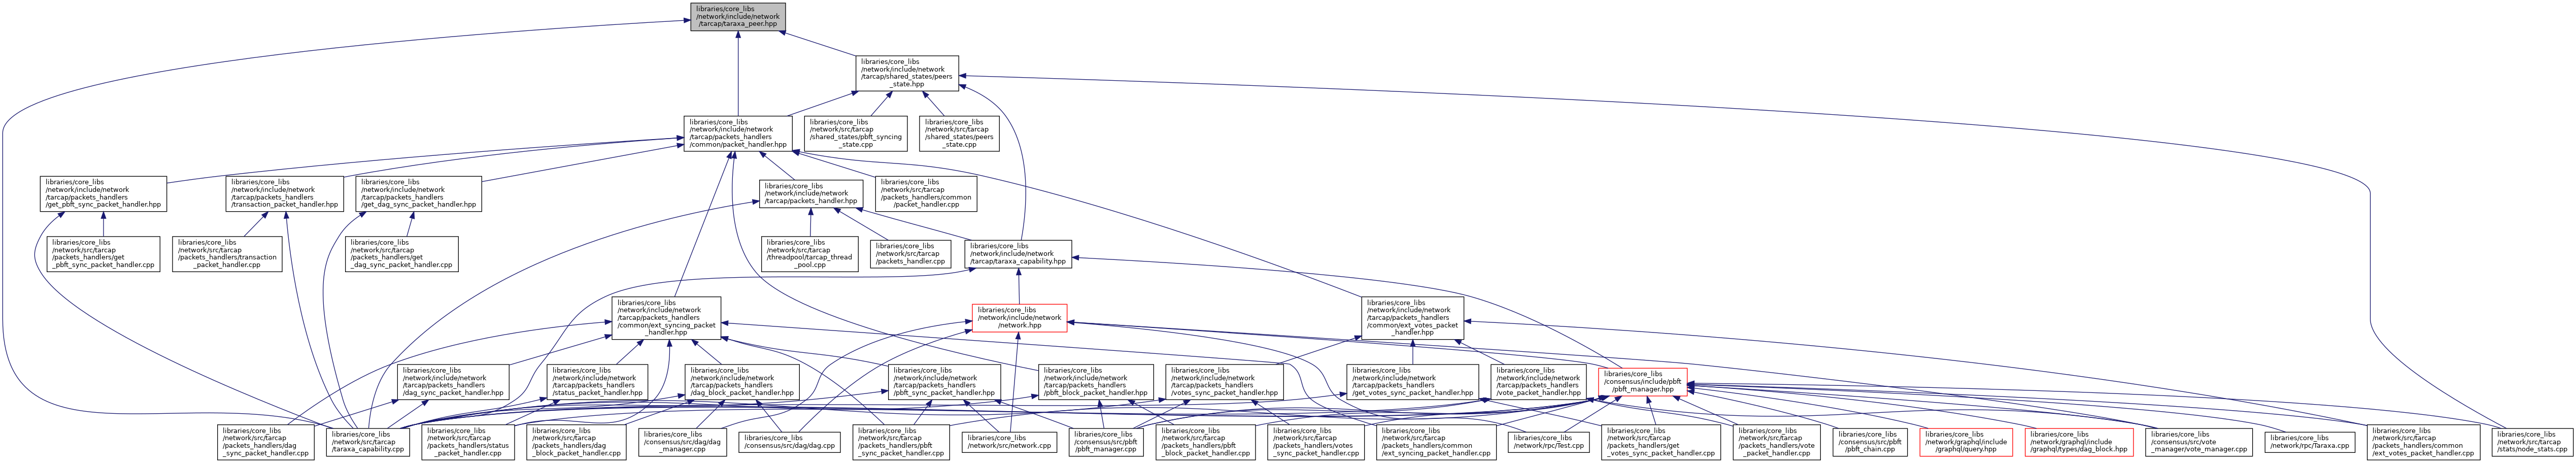 libraries/core_libs
/network/include/network
/tarcap/taraxa_peer.hpp
libraries/core_libs
/network/include/network
/tarcap/shared_states/peers
_state.hpp
libraries/core_libs
/network/include/network
/tarcap/packets_handlers
/common/packet_handler.hpp
libraries/core_libs
/network/src/tarcap
/shared_states/pbft_syncing
_state.cpp
libraries/core_libs
/network/src/tarcap
/shared_states/peers
_state.cpp
libraries/core_libs
/network/include/network
/tarcap/packets_handlers
/get_pbft_sync_packet_handler.hpp
libraries/core_libs
/network/include/network
/tarcap/packets_handlers
/transaction_packet_handler.hpp
libraries/core_libs
/network/include/network
/tarcap/packets_handlers
/get_dag_sync_packet_handler.hpp
libraries/core_libs
/network/include/network
/tarcap/packets_handler.hpp
libraries/core_libs
/network/src/tarcap
/packets_handlers/common
/packet_handler.cpp
libraries/core_libs
/network/src/tarcap
/packets_handlers/get
_pbft_sync_packet_handler.cpp
libraries/core_libs
/network/src/tarcap
/packets_handlers/transaction
_packet_handler.cpp
libraries/core_libs
/network/src/tarcap
/packets_handlers/get
_dag_sync_packet_handler.cpp
libraries/core_libs
/network/src/tarcap
/threadpool/tarcap_thread
_pool.cpp
libraries/core_libs
/network/src/tarcap
/packets_handler.cpp
libraries/core_libs
/network/include/network
/tarcap/taraxa_capability.hpp
libraries/core_libs
/network/include/network
/tarcap/packets_handlers
/common/ext_syncing_packet
_handler.hpp
libraries/core_libs
/network/include/network
/network.hpp
libraries/core_libs
/network/include/network
/tarcap/packets_handlers
/common/ext_votes_packet
_handler.hpp
libraries/core_libs
/network/include/network
/tarcap/packets_handlers
/dag_sync_packet_handler.hpp
libraries/core_libs
/network/include/network
/tarcap/packets_handlers
/status_packet_handler.hpp
libraries/core_libs
/network/include/network
/tarcap/packets_handlers
/dag_block_packet_handler.hpp
libraries/core_libs
/network/include/network
/tarcap/packets_handlers
/pbft_sync_packet_handler.hpp
libraries/core_libs
/network/include/network
/tarcap/packets_handlers
/pbft_block_packet_handler.hpp
libraries/core_libs
/network/include/network
/tarcap/packets_handlers
/votes_sync_packet_handler.hpp
libraries/core_libs
/network/include/network
/tarcap/packets_handlers
/get_votes_sync_packet_handler.hpp
libraries/core_libs
/network/include/network
/tarcap/packets_handlers
/vote_packet_handler.hpp
libraries/core_libs
/consensus/include/pbft
/pbft_manager.hpp
libraries/core_libs
/network/src/tarcap
/packets_handlers/dag
_sync_packet_handler.cpp
libraries/core_libs
/network/src/tarcap
/taraxa_capability.cpp
libraries/core_libs
/network/src/tarcap
/packets_handlers/status
_packet_handler.cpp
libraries/core_libs
/network/src/tarcap
/packets_handlers/dag
_block_packet_handler.cpp
libraries/core_libs
/consensus/src/dag/dag
_manager.cpp
libraries/core_libs
/consensus/src/dag/dag.cpp
libraries/core_libs
/network/src/tarcap
/packets_handlers/pbft
_sync_packet_handler.cpp
libraries/core_libs
/network/src/network.cpp
libraries/core_libs
/consensus/src/pbft
/pbft_manager.cpp
libraries/core_libs
/network/src/tarcap
/packets_handlers/pbft
_block_packet_handler.cpp
libraries/core_libs
/network/src/tarcap
/packets_handlers/votes
_sync_packet_handler.cpp
libraries/core_libs
/network/src/tarcap
/packets_handlers/common
/ext_syncing_packet_handler.cpp
libraries/core_libs
/network/rpc/Test.cpp
libraries/core_libs
/network/src/tarcap
/packets_handlers/get
_votes_sync_packet_handler.cpp
libraries/core_libs
/network/src/tarcap
/packets_handlers/vote
_packet_handler.cpp
libraries/core_libs
/consensus/src/pbft
/pbft_chain.cpp
libraries/core_libs
/network/graphql/include
/graphql/query.hpp
libraries/core_libs
/network/graphql/include
/graphql/types/dag_block.hpp
libraries/core_libs
/consensus/src/vote
_manager/vote_manager.cpp
libraries/core_libs
/network/rpc/Taraxa.cpp
libraries/core_libs
/network/src/tarcap
/packets_handlers/common
/ext_votes_packet_handler.cpp
libraries/core_libs
/network/src/tarcap
/stats/node_stats.cpp